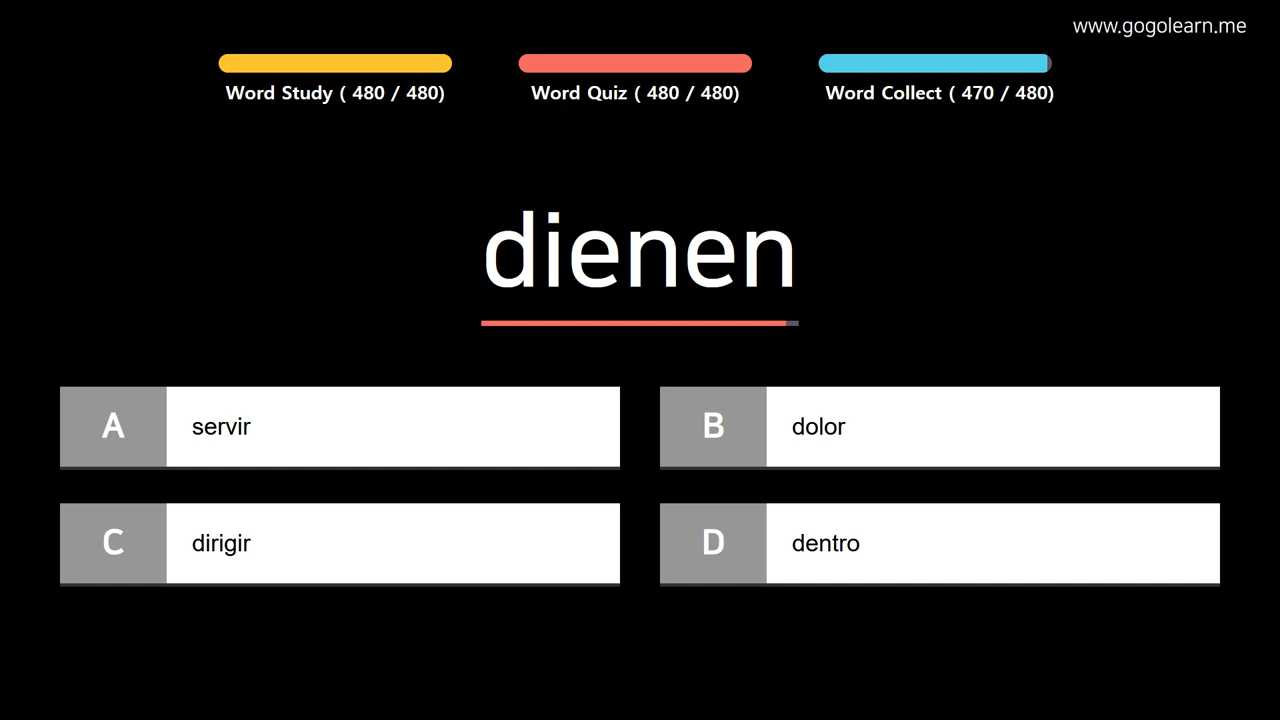 www.gogolearn.me
Word Study ( 480 / 480)
Word Quiz ( 480 / 480)
Word Collect ( 470 / 480)
dienen
A
servir
B
dolor
C
dirigir
D
dentro